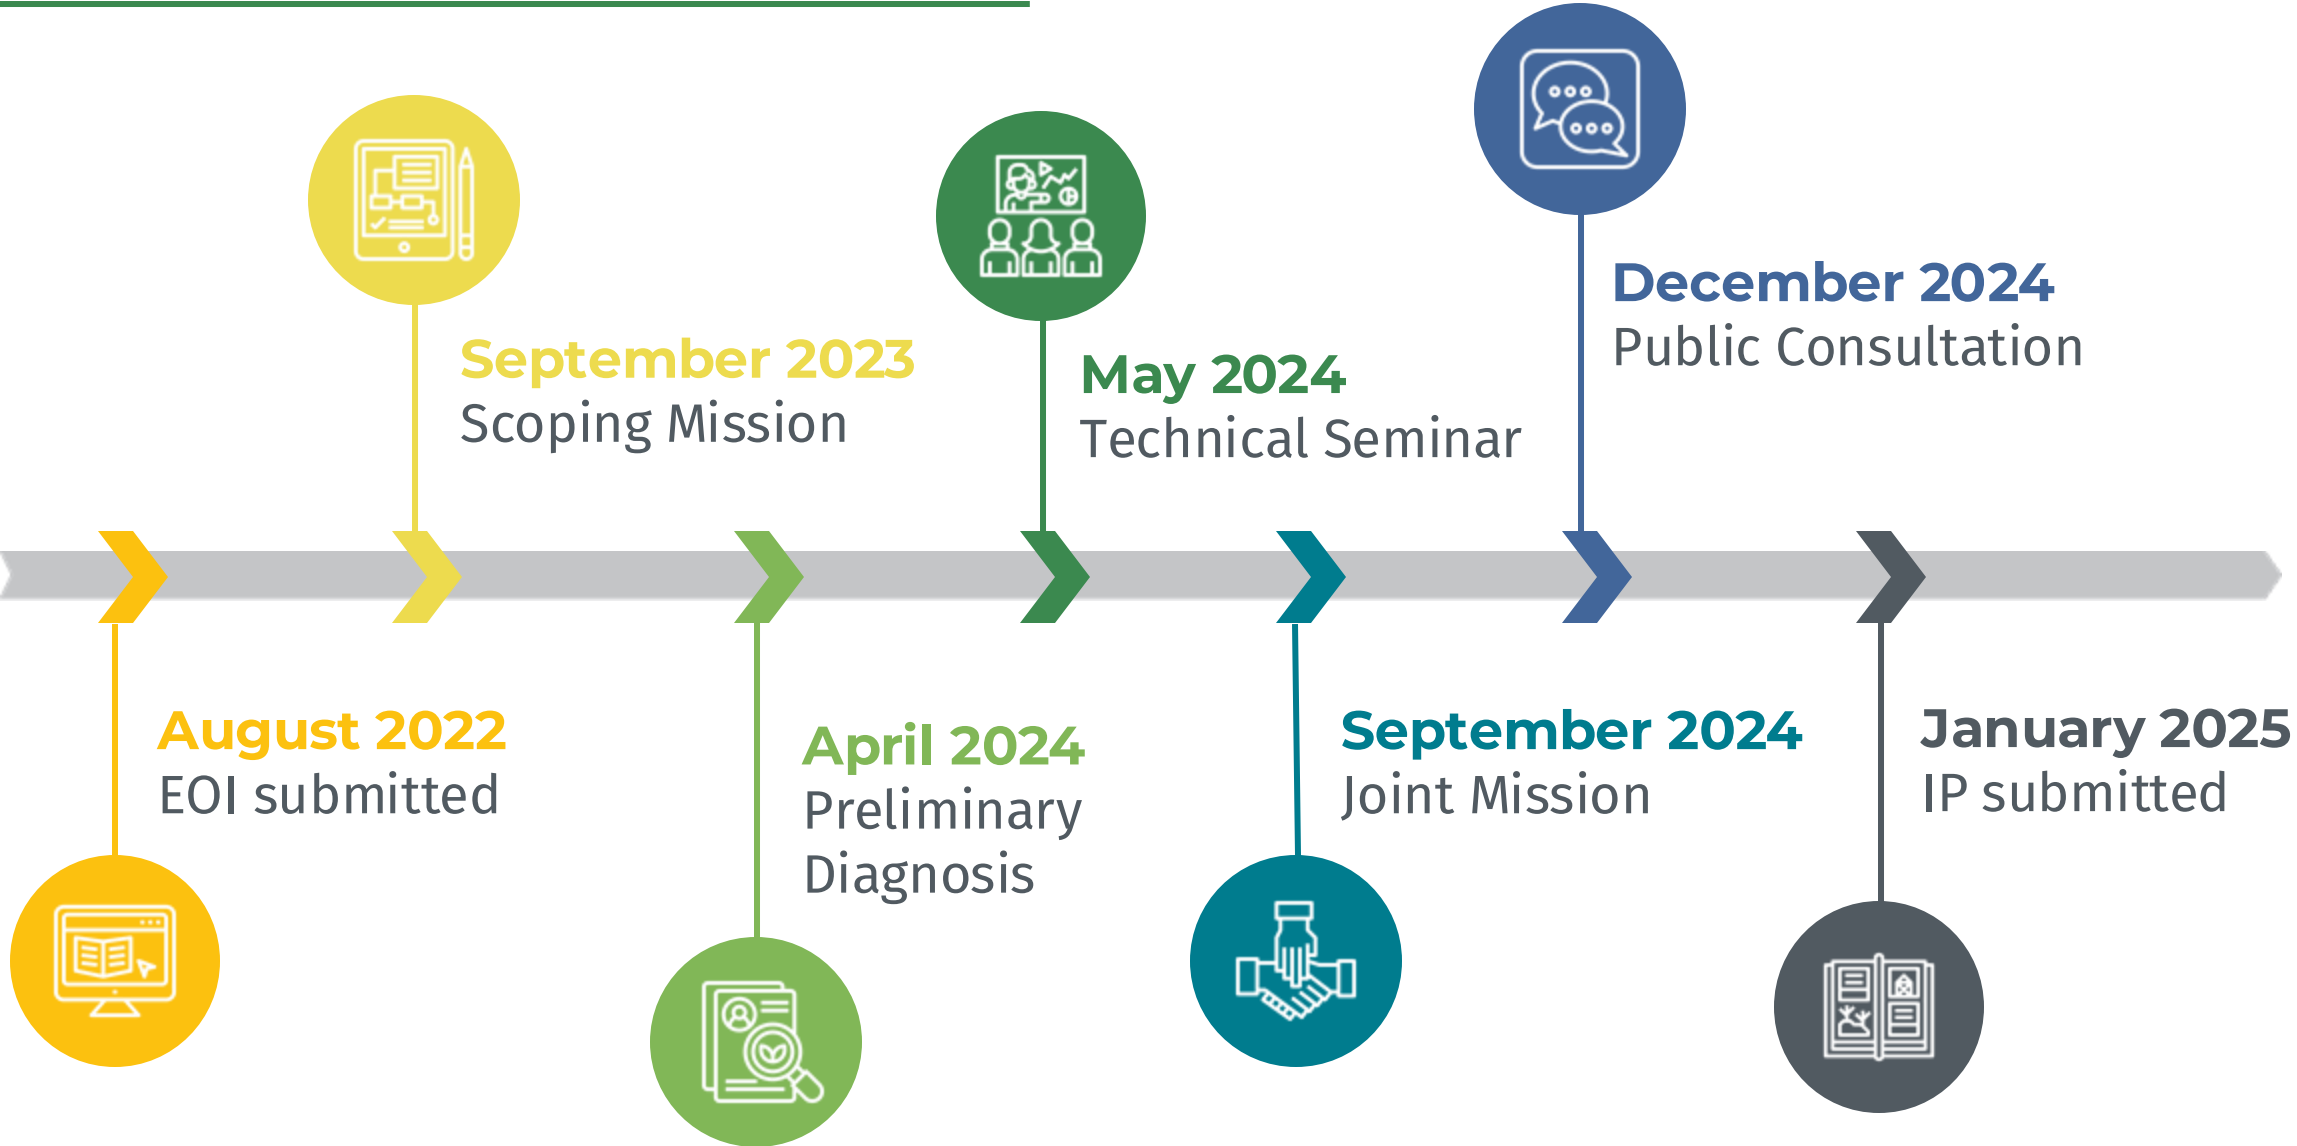 August 2022
EOI submitted
September 2023
Scoping Mission
April 2024
Preliminary
Diagnosis
May 2024
Technical Seminar
September 2024
Joint Mission
December 2024
Public Consultation
January 2025
IP submitted